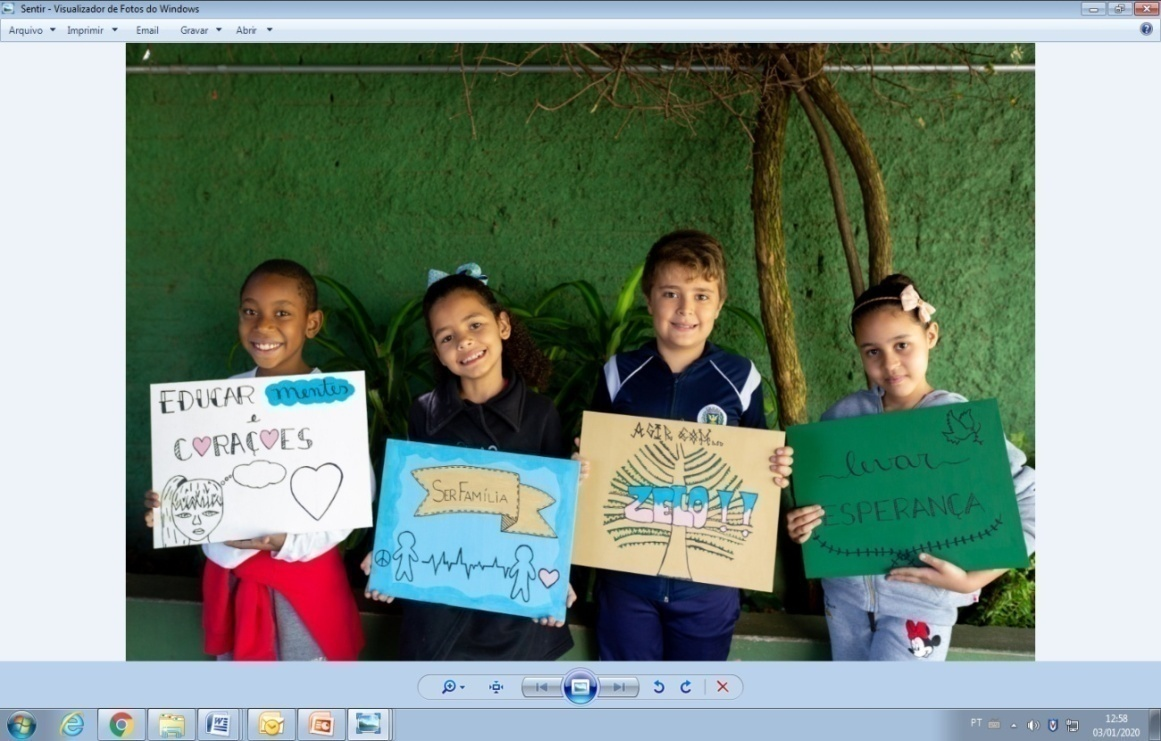 Sentir - Visualizador de Fotos do Windows
Arquivo Imprimir Email Gravar Abrir
EDUCAR mentes
e
CORAÇOES
SER FAMÍLIA
AGIR COM...
ZELO!!
levar
ESPERANÇA
PT
12:58
03/01/2020